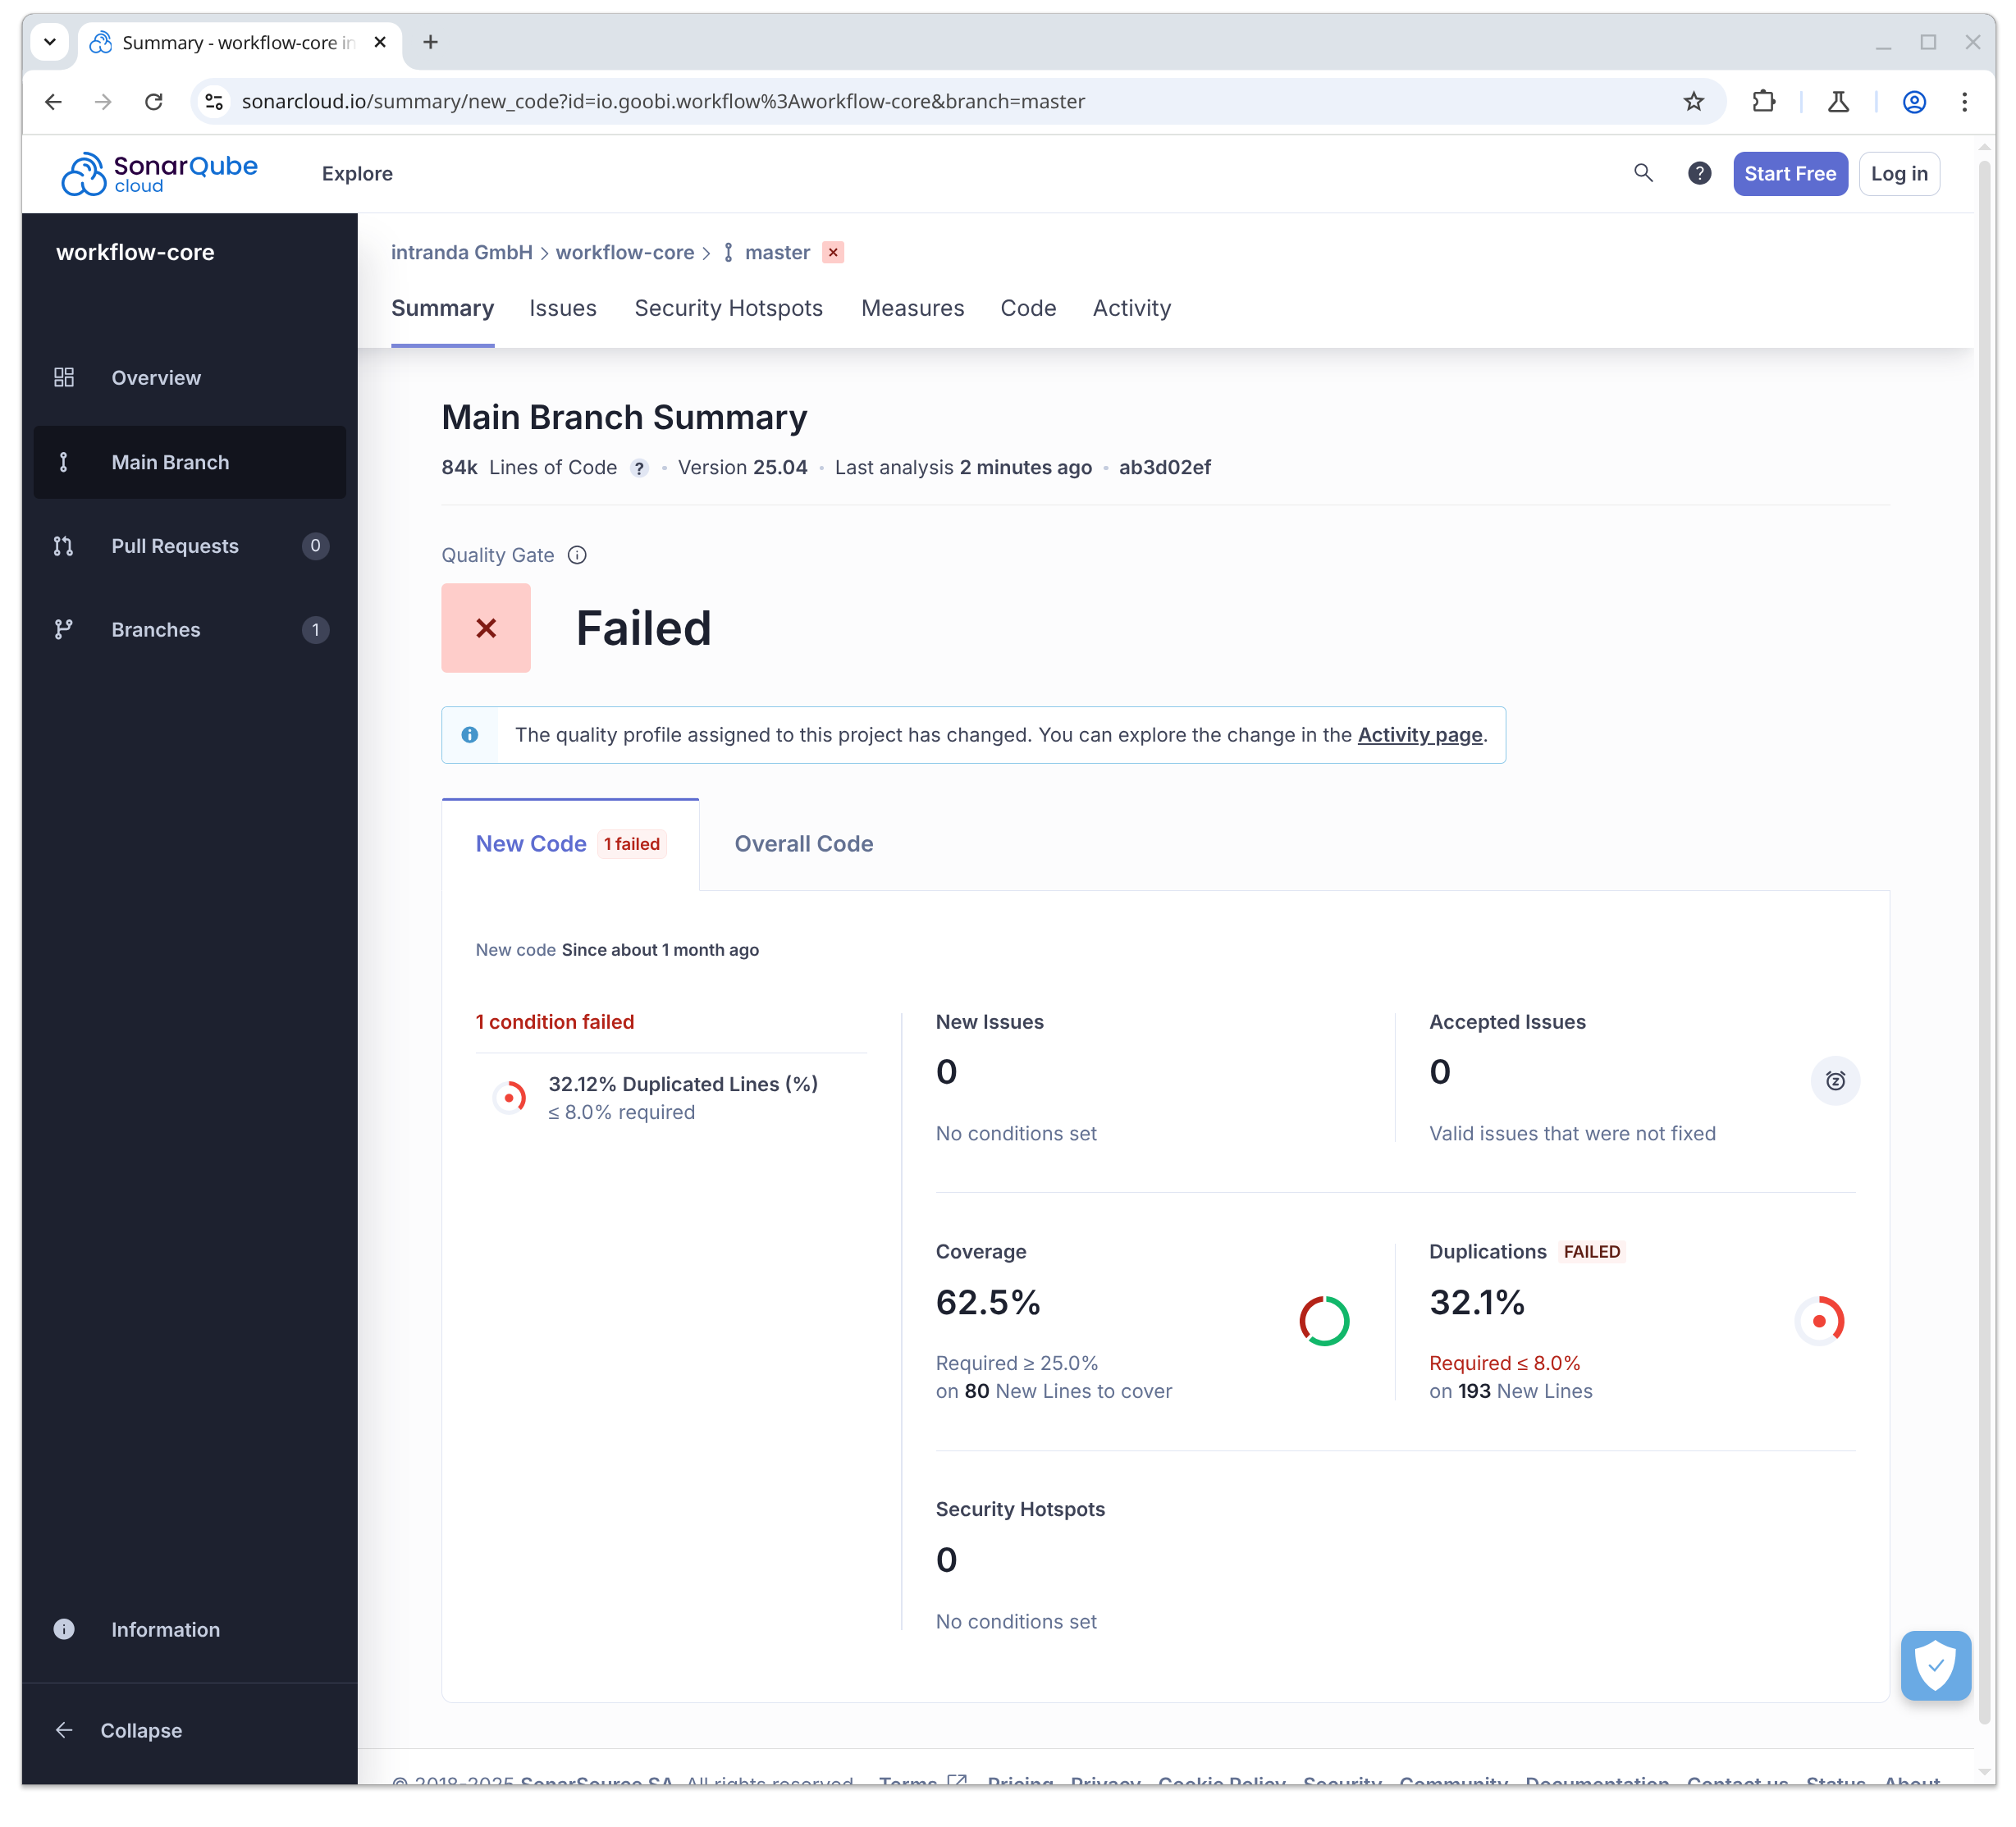 Summary - workflow-core in
sonarcloud.io/summary/new_code?id=io.goobi.workflow%3Aworkflow-core&branch=master
SonarQube cloud
Explore
?
Start Free
Log in
workflow-core
Overview
Main Branch
Pull Requests 0
Branches 1
Information
Collapse
intranda GmbH > workflow-core > master
Summary Issues Security Hotspots Measures Code Activity
Main Branch Summary
84k Lines of Code ? • Version 25.04 • Last analysis 2 minutes ago • ab3d02ef
Quality Gate
Failed
The quality profile assigned to this project has changed. You can explore the change in the Activity page.
New Code 1 failed
Overall Code
New code Since about 1 month ago
1 condition failed
32.12% Duplicated Lines (%)
≤ 8.0% required
New Issues
0
No conditions set
Accepted Issues
0
Valid issues that were not fixed
Coverage
62.5%
Required ≥ 25.0%
on 80 New Lines to cover
Duplications FAILED
32.1%
Required ≤ 8.0%
on 193 New Lines
Security Hotspots
0
No conditions set
© 2018-2025 SonarSource SA. All rights reserved. Terms Pricing Privacy Cookie Policy Security Community Documentation Contact us Status About